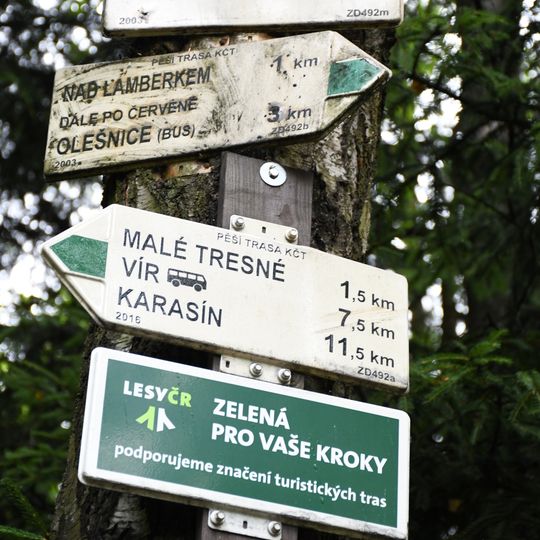 2003 ZD492m
PĚŠÍ TRASA KČT
NAD LAMBERKEM 1 km
DÁLE PO ČERVENÉ
OLEŠNICE (BUS) 3 km
2003 ZD492b
PĚŠÍ TRASA KČT
MALÉ TRESNÉ 1,5 km
VÍR 7,5 km
KARASÍN 11,5 km
2016 ZD492a
LESYČR
ZELENÁ
PRO VAŠE KROKY
podporujeme značení turistických tras